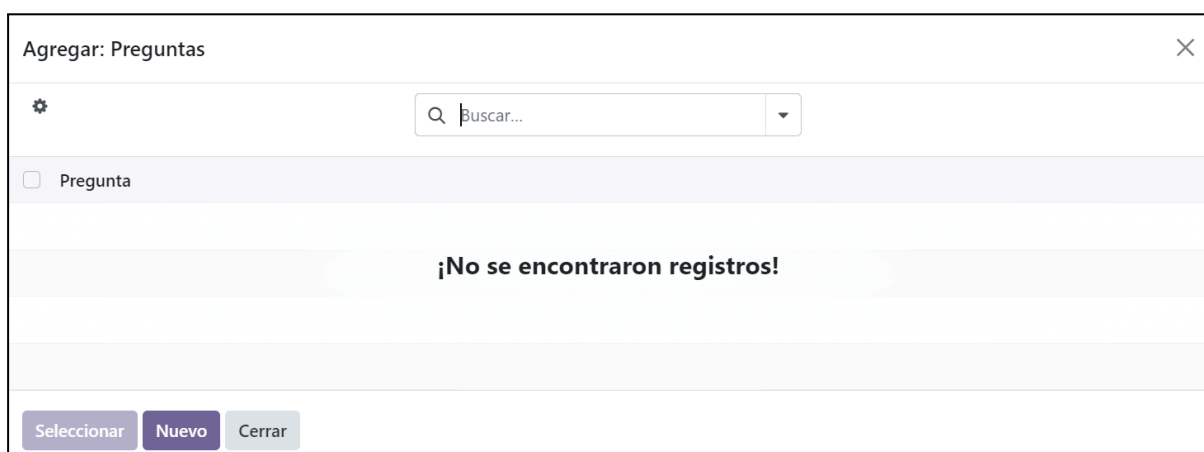 Agregar: Preguntas
Buscar...
Pregunta
¡No se encontraron registros!
Seleccionar Nuevo Cerrar